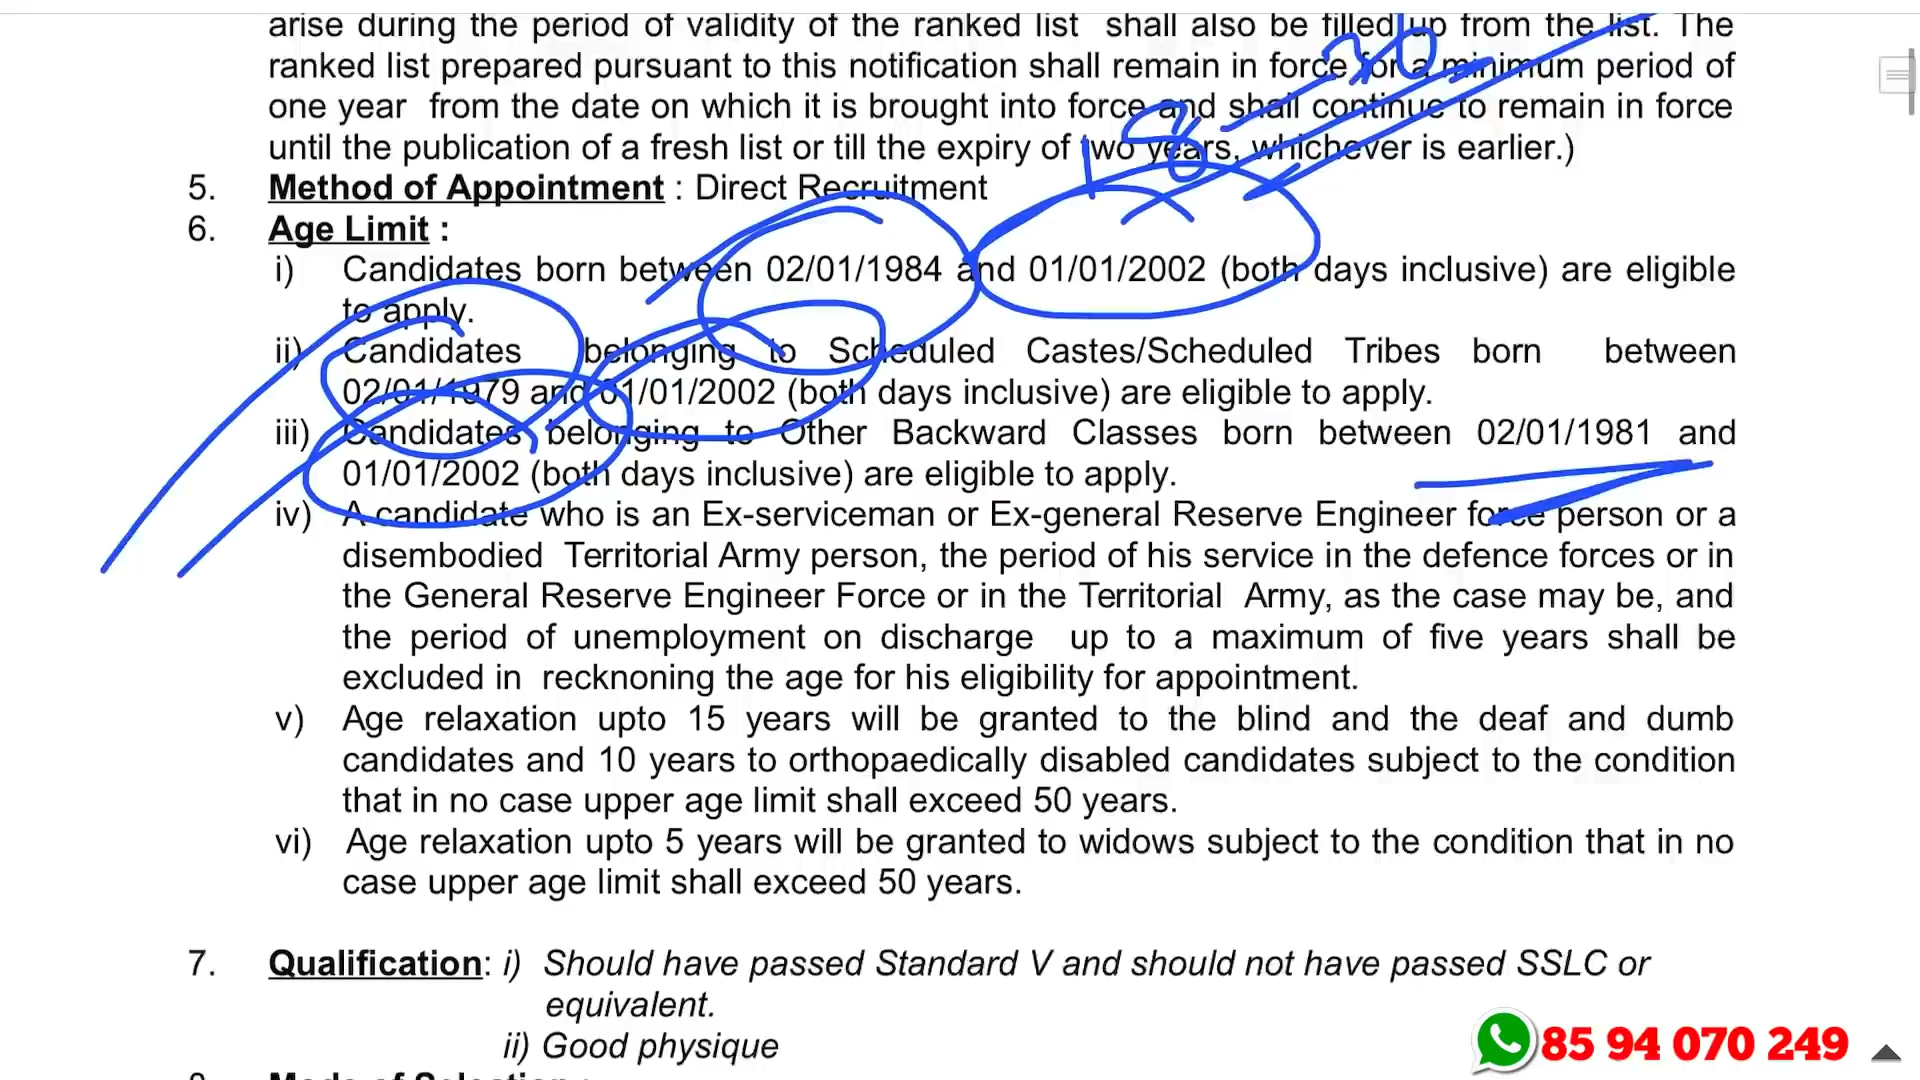 arise during the period of validity of the ranked list shall also be filled up from the list. The
ranked list prepared pursuant to this notification shall remain in force for a minimum period of
one year from the date on which it is brought into force and shall continue to remain in force
until the publication of a fresh list or till the expiry of two years, whichever is earlier.)
5. Method of Appointment : Direct Recruitment
6. Age Limit :
i) Candidates born between 02/01/1984 and 01/01/2002 (both days inclusive) are eligible
to apply.
ii) Candidates belonging to Scheduled Castes/Scheduled Tribes born between
02/01/1979 and 01/01/2002 (both days inclusive) are eligible to apply.
iii) Candidates belonging to Other Backward Classes born between 02/01/1981 and
01/01/2002 (both days inclusive) are eligible to apply.
iv) A candidate who is an Ex-serviceman or Ex-general Reserve Engineer force person or a
disembodied Territorial Army person, the period of his service in the defence forces or in
the General Reserve Engineer Force or in the Territorial Army, as the case may be, and
the period of unemployment on discharge up to a maximum of five years shall be
excluded in recknoning the age for his eligibility for appointment.
v) Age relaxation upto 15 years will be granted to the blind and the deaf and dumb
candidates and 10 years to orthopaedically disabled candidates subject to the condition
that in no case upper age limit shall exceed 50 years.
vi) Age relaxation upto 5 years will be granted to widows subject to the condition that in no
case upper age limit shall exceed 50 years.
7. Qualification: i) Should have passed Standard V and should not have passed SSLC or
equivalent.
ii) Good physique
85 94 070 249
Mode of Selection :
18